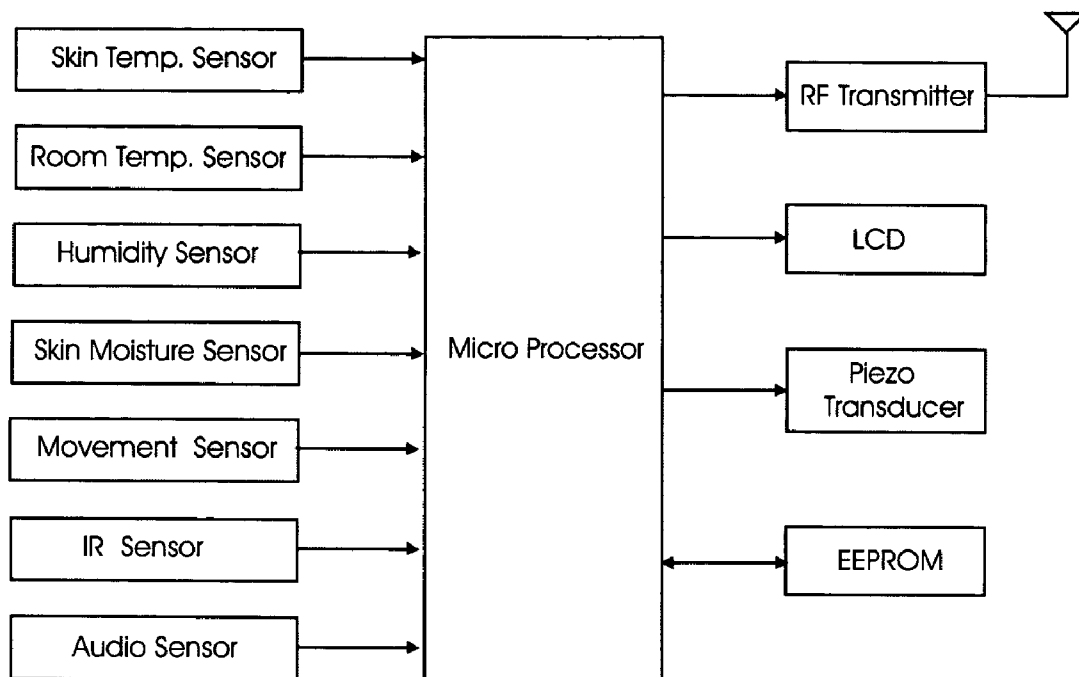 Skin Temp. Sensor
Room Temp. Sensor
Humidity Sensor
Skin Moisture Sensor
Movement Sensor
IR Sensor
Audio Sensor
Micro Processor
RF Transmitter
LCD
Piezo
Transducer
EEPROM